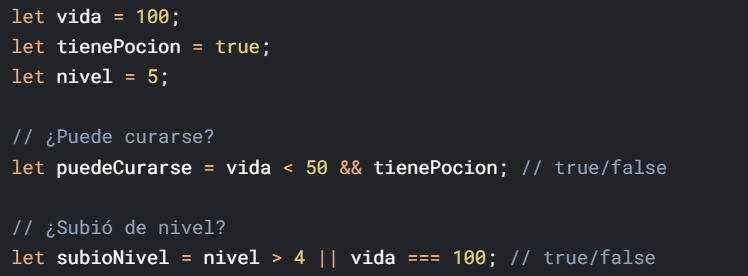 let vida = 100;
let tienePocion = true;
let nivel = 5;
// ¿Puede curarse?
let puedeCurarse = vida < 50 && tienePocion; // true/false
// ¿Subió de nivel?
let subioNivel = nivel > 4 || vida === 100; // true/false